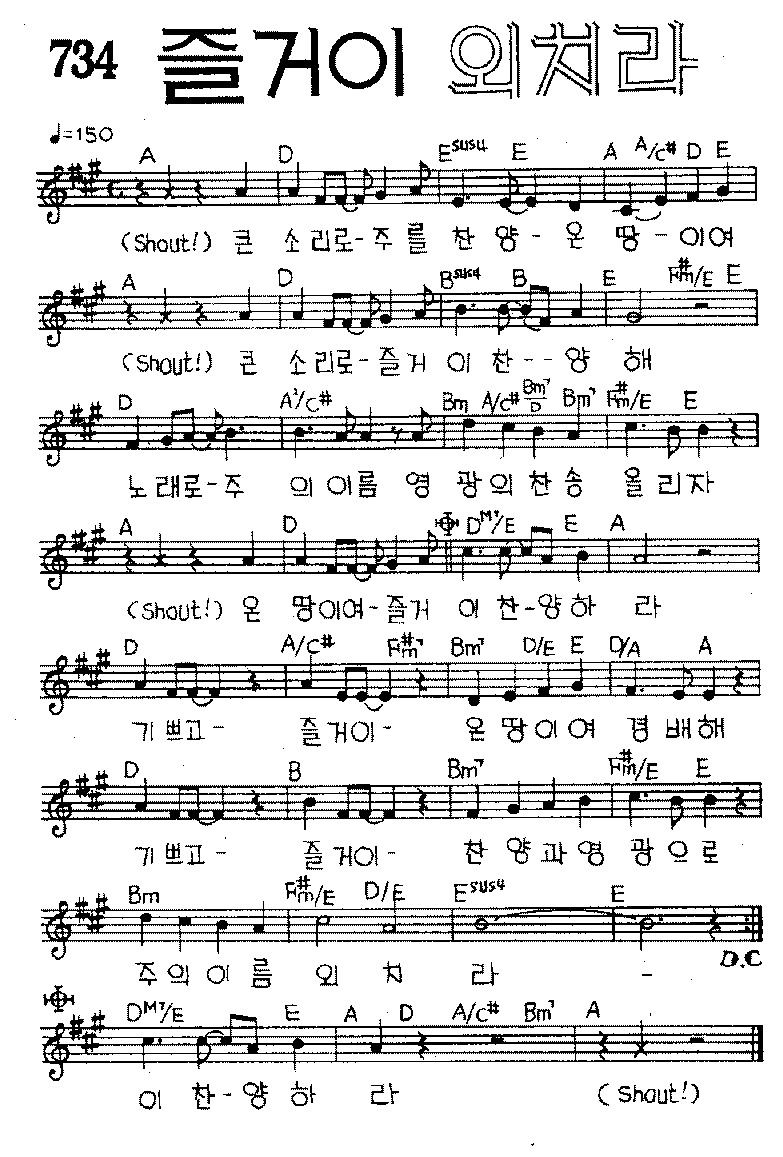 734 즐거이 외치라
♩=150
A D Esus4 E A A/C# D E
(Shout!) 큰 소리로-주를 찬양-온 땅-이여
A D Bsus4 B E F#m/E E
(Shout!) 큰 소리로-즐거이 찬--양해
D A7/C# Bm A/C# Bm7/D Bm7 F#m/E E
노래로-주의이름 영광의찬송 올리자
A D DM7/E E A
(Shout!) 온 땅이여-즐거이 찬-양하라
D A/C# F#m7 Bm7 D/E E D/A A
기쁘고- 즐거이- 온땅이여 경배해
D B Bm7 F#m/E E
기쁘고- 즐거이- 찬양과영광으로
Bm F#m/E D/E Esus4 E
주의이름 외치라 -
D.C
DM7/E E A D A/C# Bm7 A
이 찬-양하 라 (Shout!)